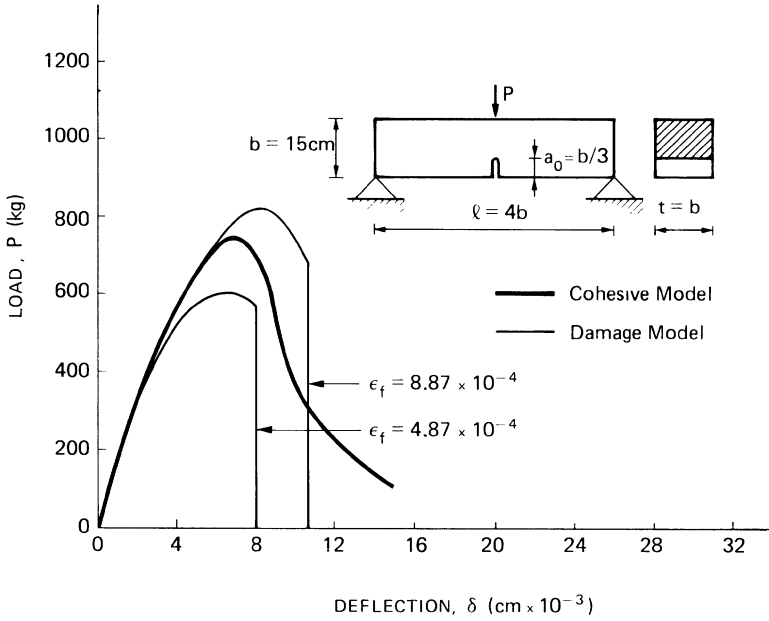 1200
1000
800
600
400
200
0
LOAD, P (kg)
P
b = 15cm
a₀ = b/3
ℓ = 4b
t = b
Cohesive Model
Damage Model
ϵf = 8.87 × 10⁻⁴
ϵf = 4.87 × 10⁻⁴
0 4 8 12 16 20 24 28 32
DEFLECTION, δ (cm × 10⁻³)